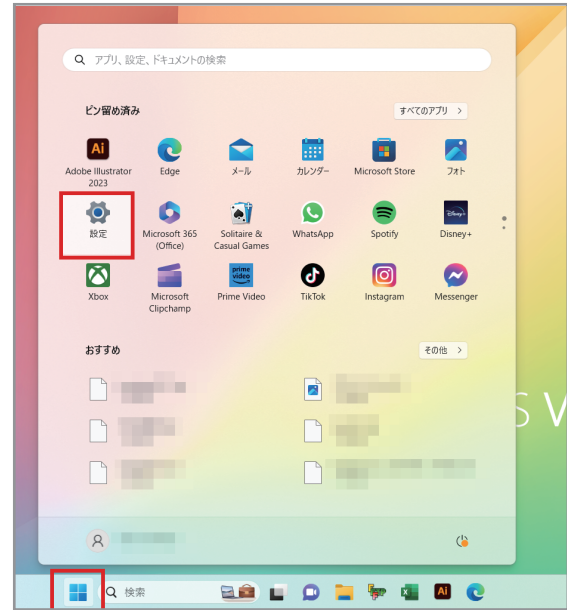 アプリ、設定、ドキュメントの検索
ピン留め済み
すべてのアプリ >
Ai
Adobe Illustrator
2023
Edge
メール
カレンダー
Microsoft Store
フォト
設定
Microsoft 365
(Office)
Solitaire &
Casual Games
WhatsApp
Spotify
Disney+
Disney+
Xbox
Microsoft
Clipchamp
prime
video
Prime Video
TikTok
Instagram
Messenger
おすすめ
その他 >
S V
検索
Ai